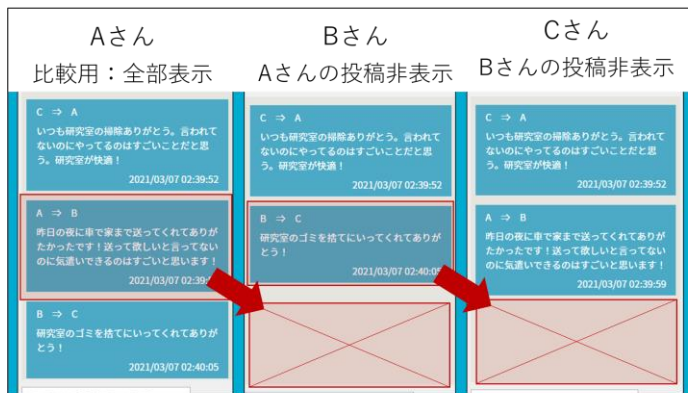 Aさん
比較用：全部表示
C ⇒ A
いつも研究室の掃除ありがとう。言われて
ないのにやってるのはすごいことだと思
う。研究室が快適！
2021/03/07 02:39:52
A ⇒ B
昨日の夜に車で家まで送ってくれてありが
たかったです！送って欲しいと言ってない
のに気遣いできるのはすごいと思います！
2021/03/07 02:39:
B ⇒ C
研究室のゴミを捨てにいってくれてありが
とう！
2021/03/07 02:40:05
Bさん
Aさんの投稿非表示
C ⇒ A
いつも研究室の掃除ありがとう。言われて
ないのにやってるのはすごいことだと思
う。研究室が快適！
2021/03/07 02:39:52
B ⇒ C
研究室のゴミを捨てにいってくれてありが
とう！
2021/03/07 02:40:05
Cさん
Bさんの投稿非表示
C ⇒ A
いつも研究室の掃除ありがとう。言われて
ないのにやってるのはすごいことだと思
う。研究室が快適！
2021/03/07 02:39:52
A ⇒ B
昨日の夜に車で家まで送ってくれてありが
たかったです！送って欲しいと言ってない
のに気遣いできるのはすごいと思います！
2021/03/07 02:39:59